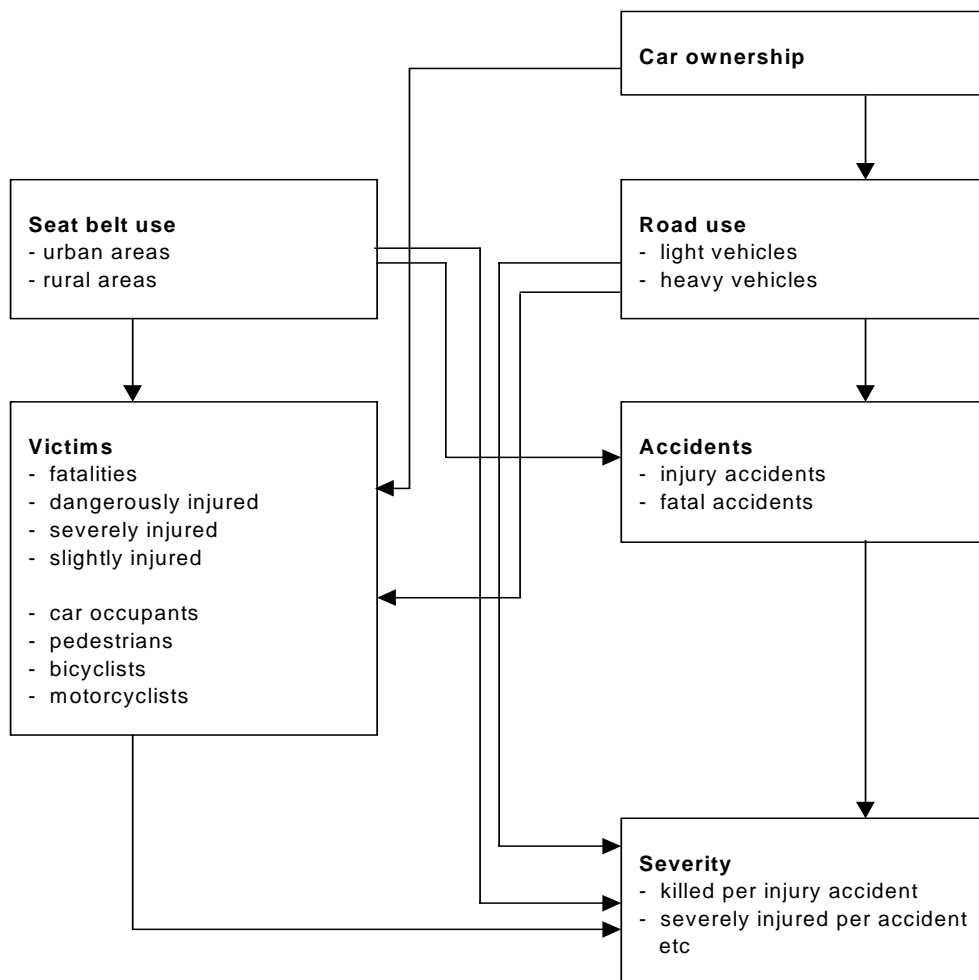 Car ownership
Seat belt use
- urban areas
- rural areas
Road use
- light vehicles
- heavy vehicles
Victims
- fatalities
- dangerously injured
- severely injured
- slightly injured
- car occupants
- pedestrians
- bicyclists
- motorcyclists
Accidents
- injury accidents
- fatal accidents
Severity
- killed per injury accident
- severely injured per accident
etc